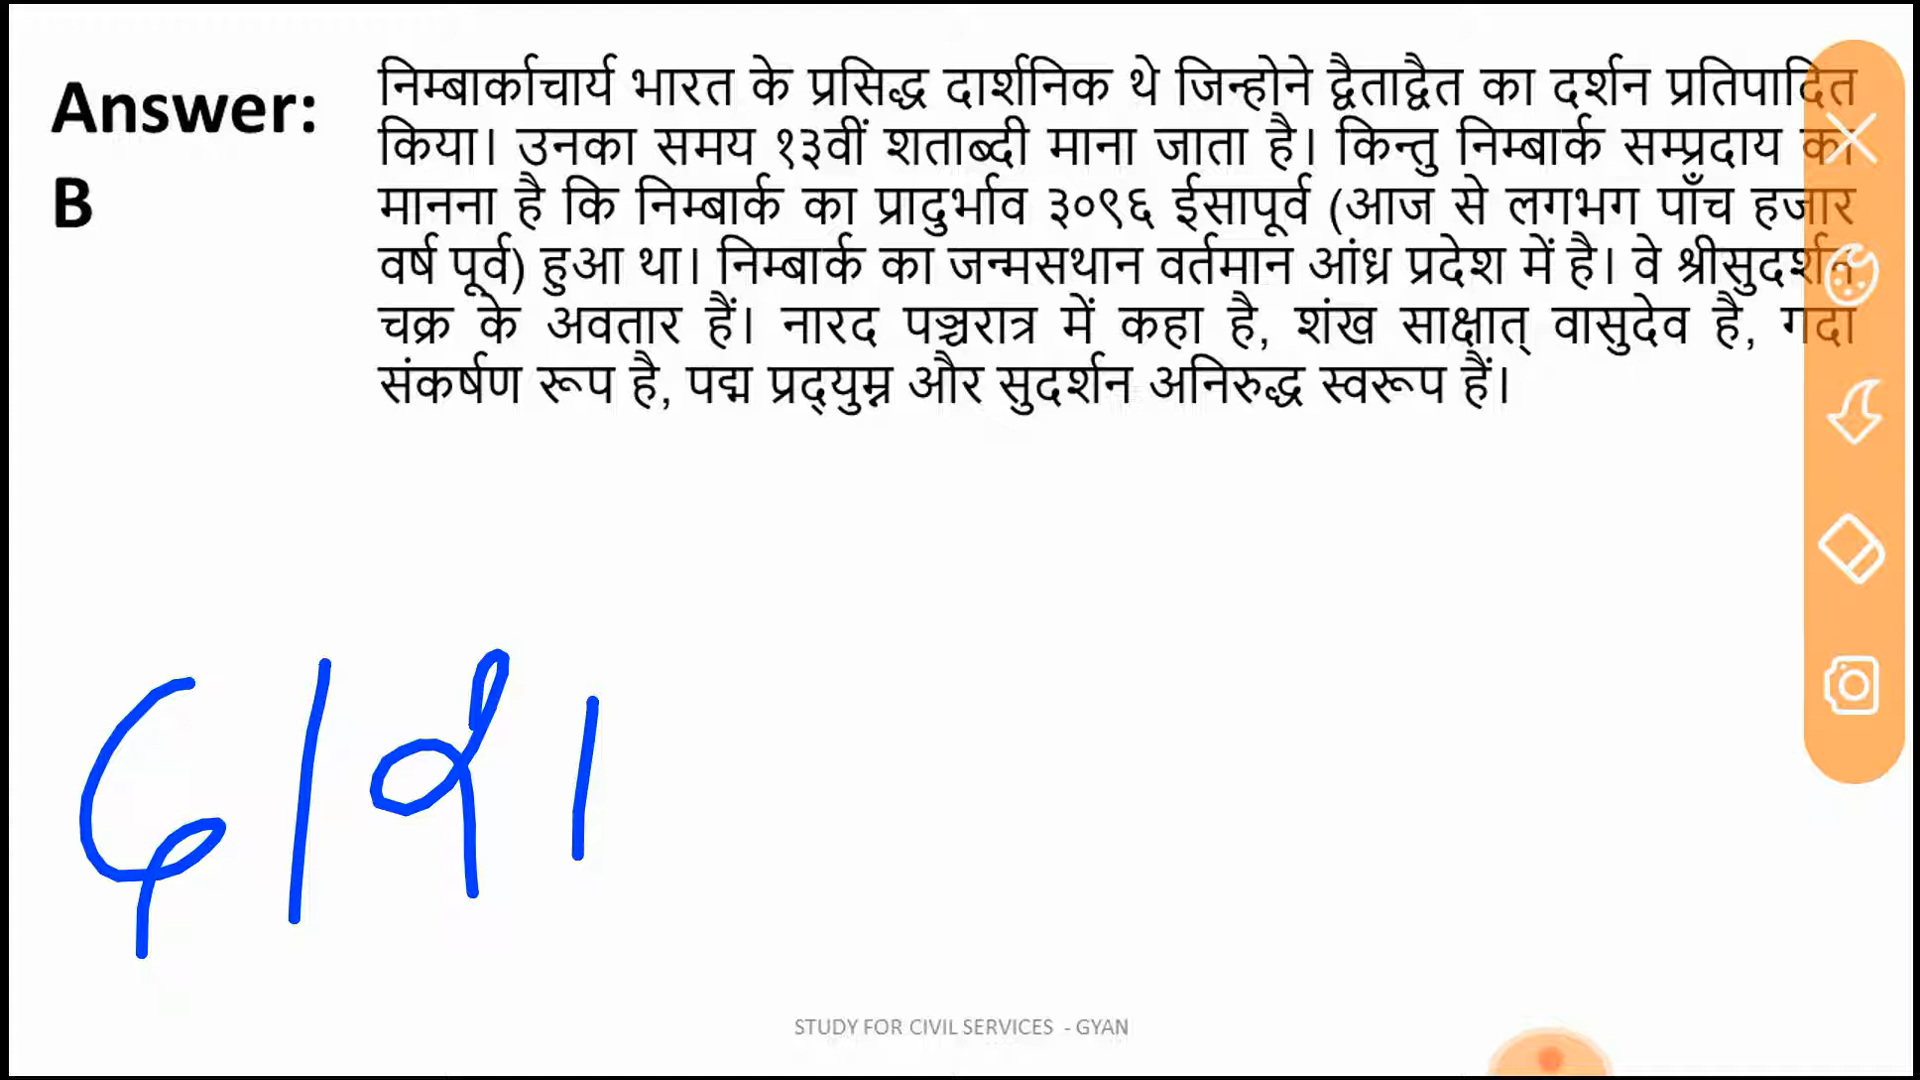 Answer:
B
निम्बार्काचार्य भारत के प्रसिद्ध दार्शनिक थे जिन्होने द्वैताद्वैत का दर्शन प्रतिपादित
किया। उनका समय १३वीं शताब्दी माना जाता है। किन्तु निम्बार्क सम्प्रदाय का
मानना है कि निम्बार्क का प्रादुर्भाव ३०९६ ईसापूर्व (आज से लगभग पाँच हजार
वर्ष पूर्व) हुआ था। निम्बार्क का जन्मसथान वर्तमान आंध्र प्रदेश में है। वे श्रीसुदर्शन
चक्र के अवतार हैं। नारद पञ्चरात्र में कहा है, शंख साक्षात् वासुदेव है, गदा
संकर्षण रूप है, पद्म प्रद्युम्न और सुदर्शन अनिरुद्ध स्वरूप हैं।
STUDY FOR CIVIL SERVICES - GYAN